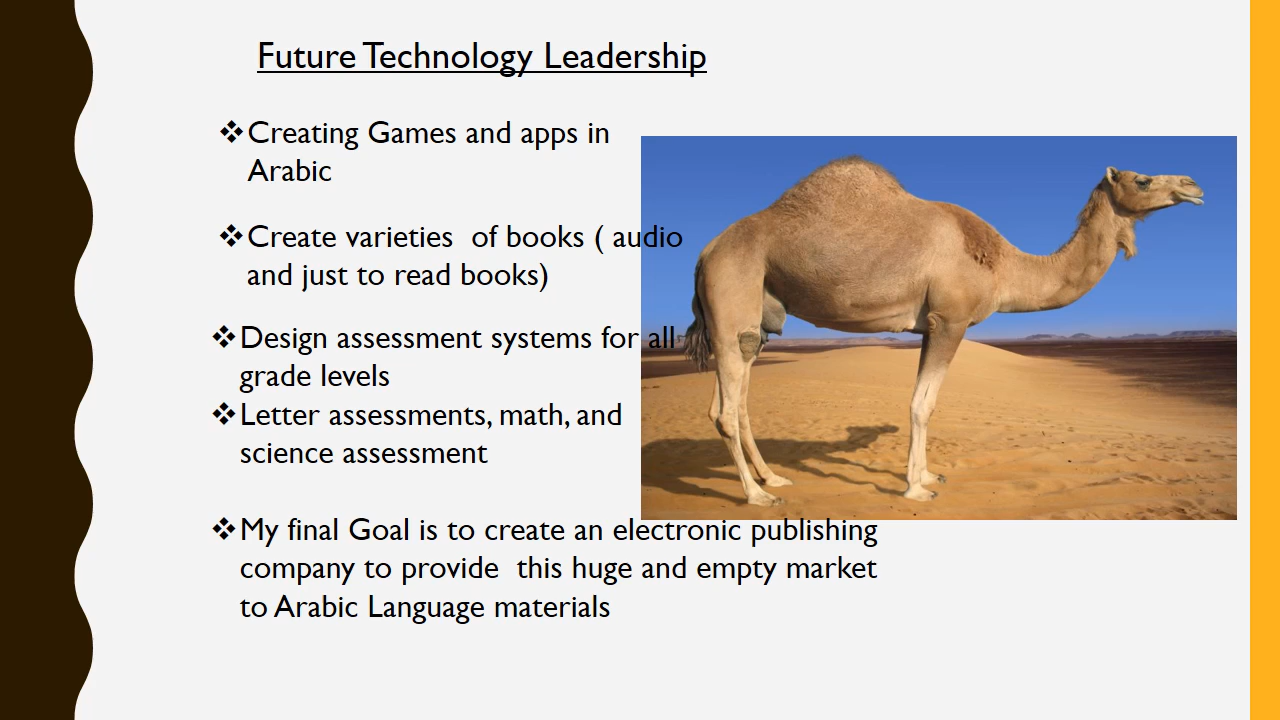 Future Technology Leadership
❖Creating Games and apps in
Arabic
❖Create varieties  of books ( audio
and just to read books)
❖Design assessment systems for all
grade levels
❖Letter assessments, math, and
science assessment
❖My final Goal is to create an electronic publishing
company to provide  this huge and empty market
to Arabic Language materials